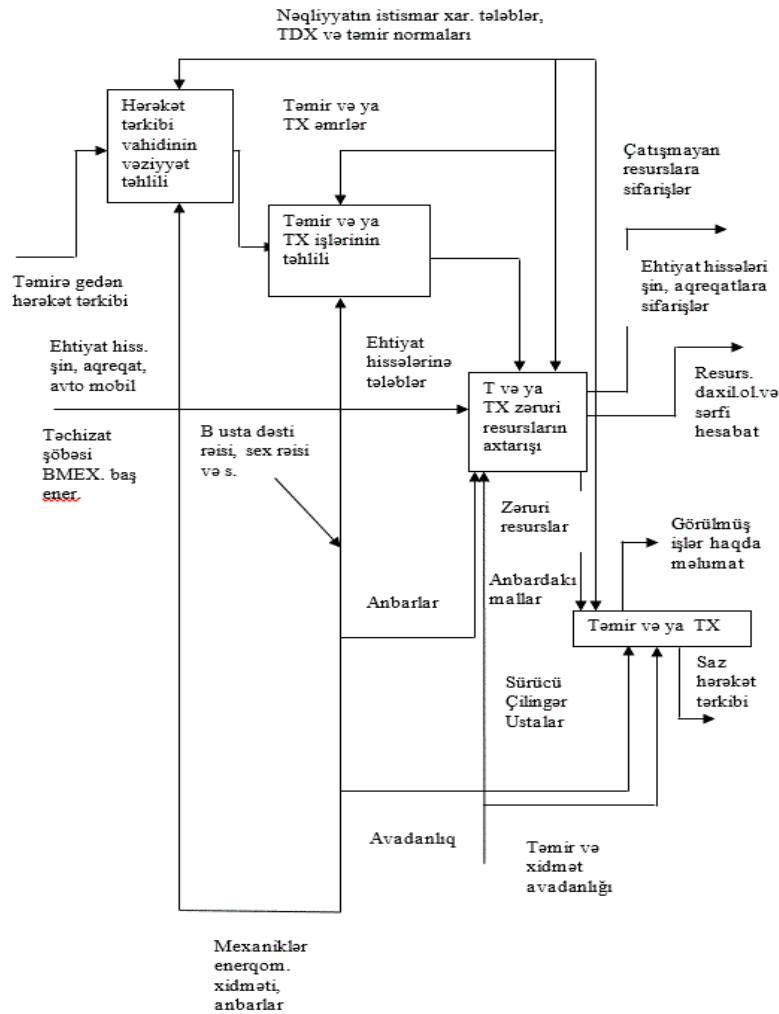 Nəqliyyatın istismar xar. tələblər,
TDX və təmir normaları
Hərəkət
tərkibi
vahidinin
vəziyyət
təhlili
Təmir və ya
TX əmrlər
Çatışmayan
resurslara
sifarişlər
Təmir və ya
TX işlərinin
təhlili
Təmirə gedən
hərəkət tərkibi
Ehtiyat hissələri
şin, aqreqatlara
sifarişlər
Ehtiyat hiss.
şin, aqreqat,
avto mobil
Ehtiyat
hissələrinə
tələblər
T və ya
TX zəruri
resursların
axtarışı
Resurs.
daxil.ol.və
sərfi
hesabat
Təchizat
şöbəsi
BMEX. baş
ener.
B usta dəsti
rəisi, sex rəisi
və s.
Zəruri
resurslar
Görülmüş
işlər haqda
məlumat
Anbarlar
Anbardakı
mallar
Təmir və ya TX
Sürücü
Çilingər
Ustalar
Saz
hərəkət
tərkibi
Avadanlıq
Təmir və
xidmət
avadanlığı
Mexaniklər
enerqom.
xidməti,
anbarlar